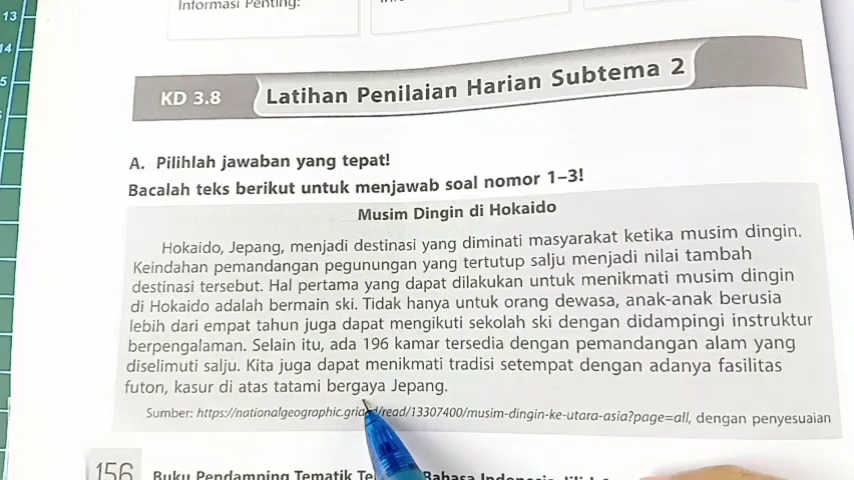 13
14
5
Informasi Penting:
KD 3.8
Latihan Penilaian Harian Subtema 2
A. Pilihlah jawaban yang tepat!
Bacalah teks berikut untuk menjawab soal nomor 1–3!
Musim Dingin di Hokaido
Hokaido, Jepang, menjadi destinasi yang diminati masyarakat ketika musim dingin.
Keindahan pemandangan pegunungan yang tertutup salju menjadi nilai tambah
destinasi tersebut. Hal pertama yang dapat dilakukan untuk menikmati musim dingin
di Hokaido adalah bermain ski. Tidak hanya untuk orang dewasa, anak-anak berusia
lebih dari empat tahun juga dapat mengikuti sekolah ski dengan didampingi instruktur
berpengalaman. Selain itu, ada 196 kamar tersedia dengan pemandangan alam yang
diselimuti salju. Kita juga dapat menikmati tradisi setempat dengan adanya fasilitas
futon, kasur di atas tatami bergaya Jepang.
Sumber: https://nationalgeographic.grid /read/13307400/musim-dingin-ke-utara-asia?page=all, dengan penyesuaian
156
Buku Pendamping Tematik Bahasa